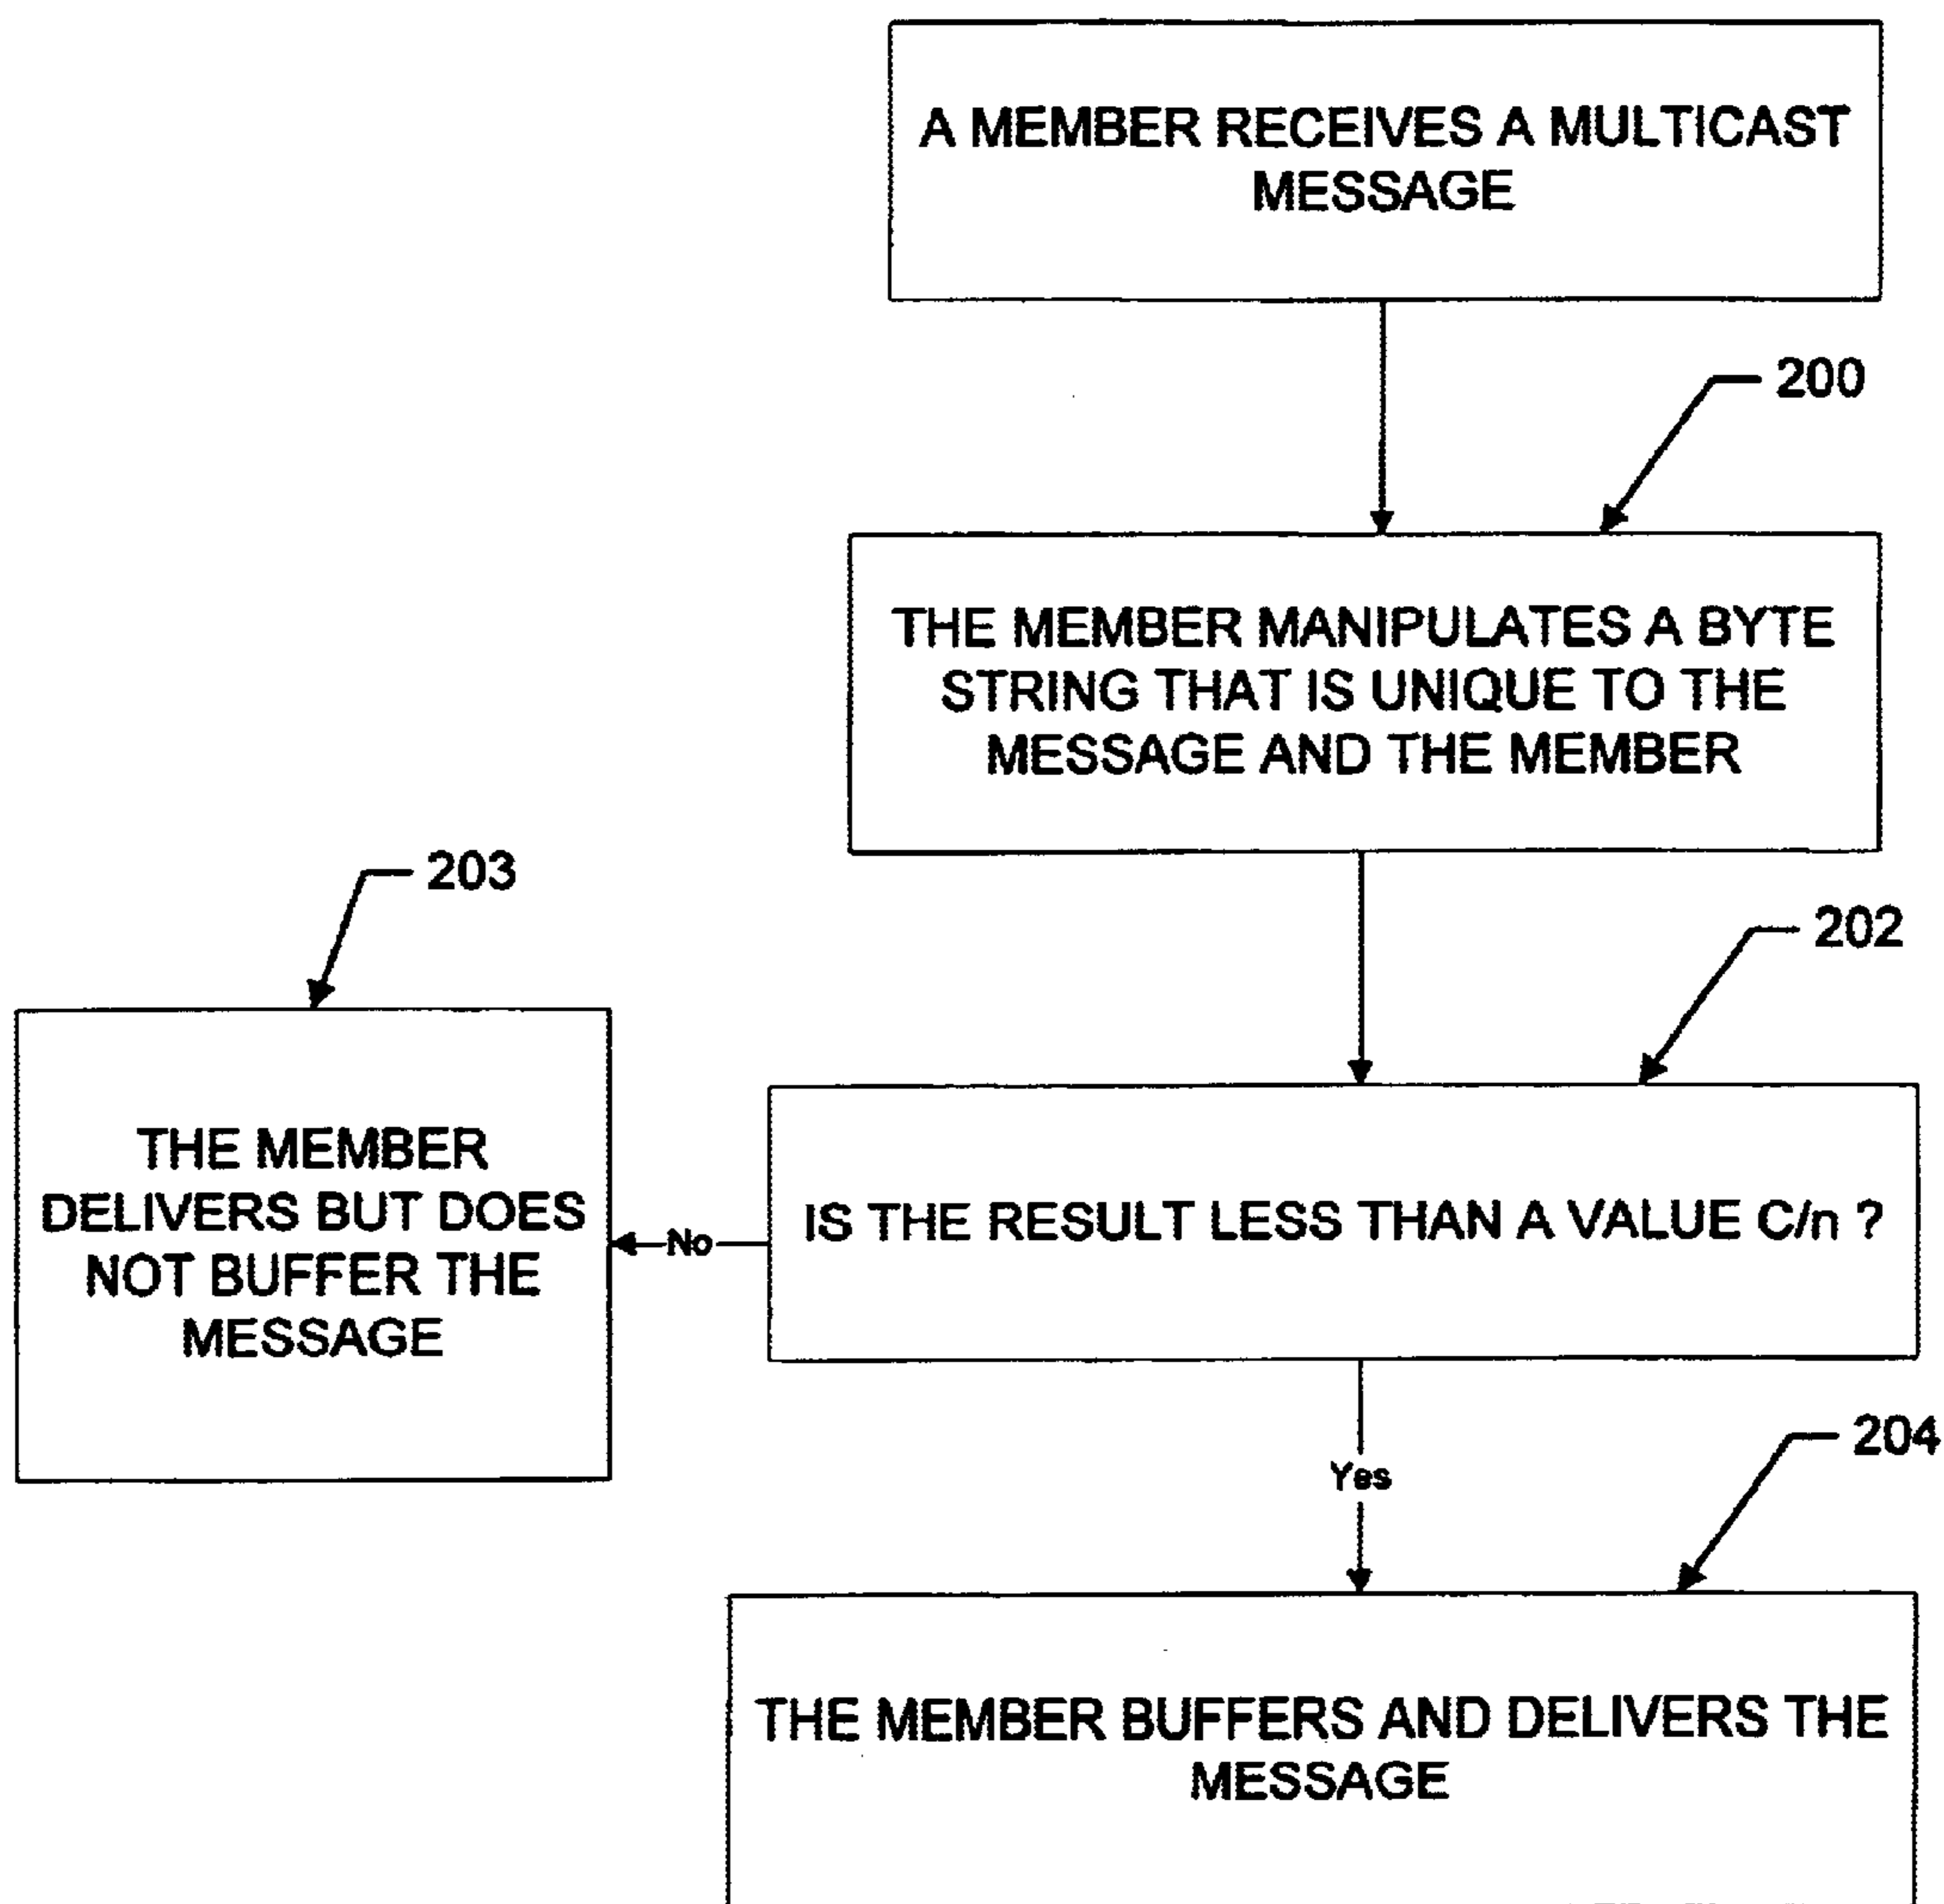 A MEMBER RECEIVES A MULTICAST
MESSAGE
200
THE MEMBER MANIPULATES A BYTE
STRING THAT IS UNIQUE TO THE
MESSAGE AND THE MEMBER
203
202
THE MEMBER
DELIVERS BUT DOES
NOT BUFFER THE
MESSAGE
No
IS THE RESULT LESS THAN A VALUE C/n ?
Yes
204
THE MEMBER BUFFERS AND DELIVERS THE
MESSAGE